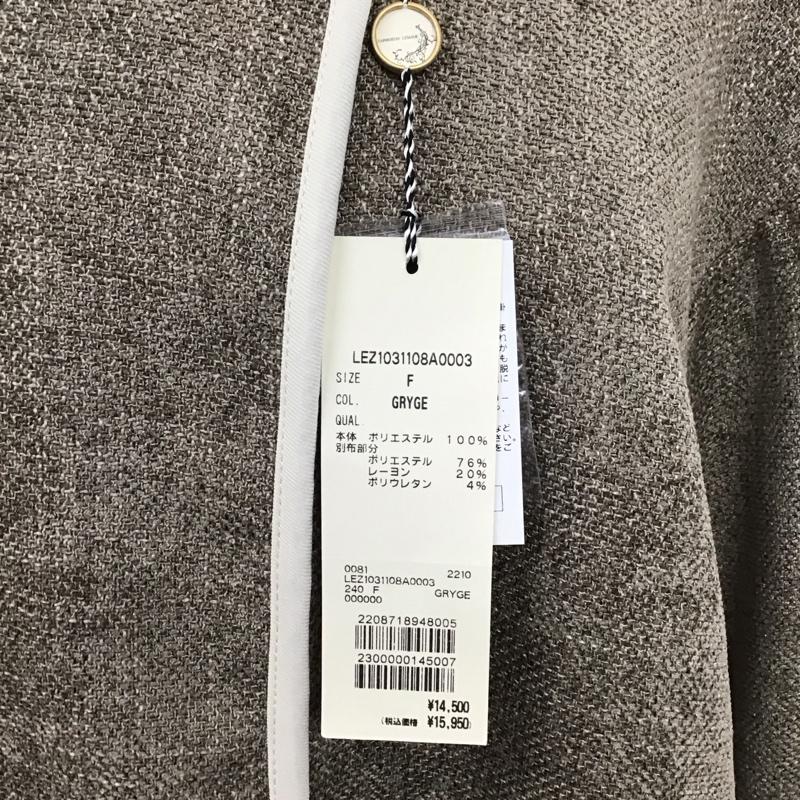 LEZ1031108A0003
SIZE F
COL. GRYGE
QUAL.
本体 ポリエステル 100%
別布部分
ポリエステル 76%
レーヨン 20%
ポリウレタン 4%
0081 2210
LEZ1031108A0003
240 F GRYGE
000000
2208718948005
2300000145007
¥14,500
(税込価格 ¥15,950)